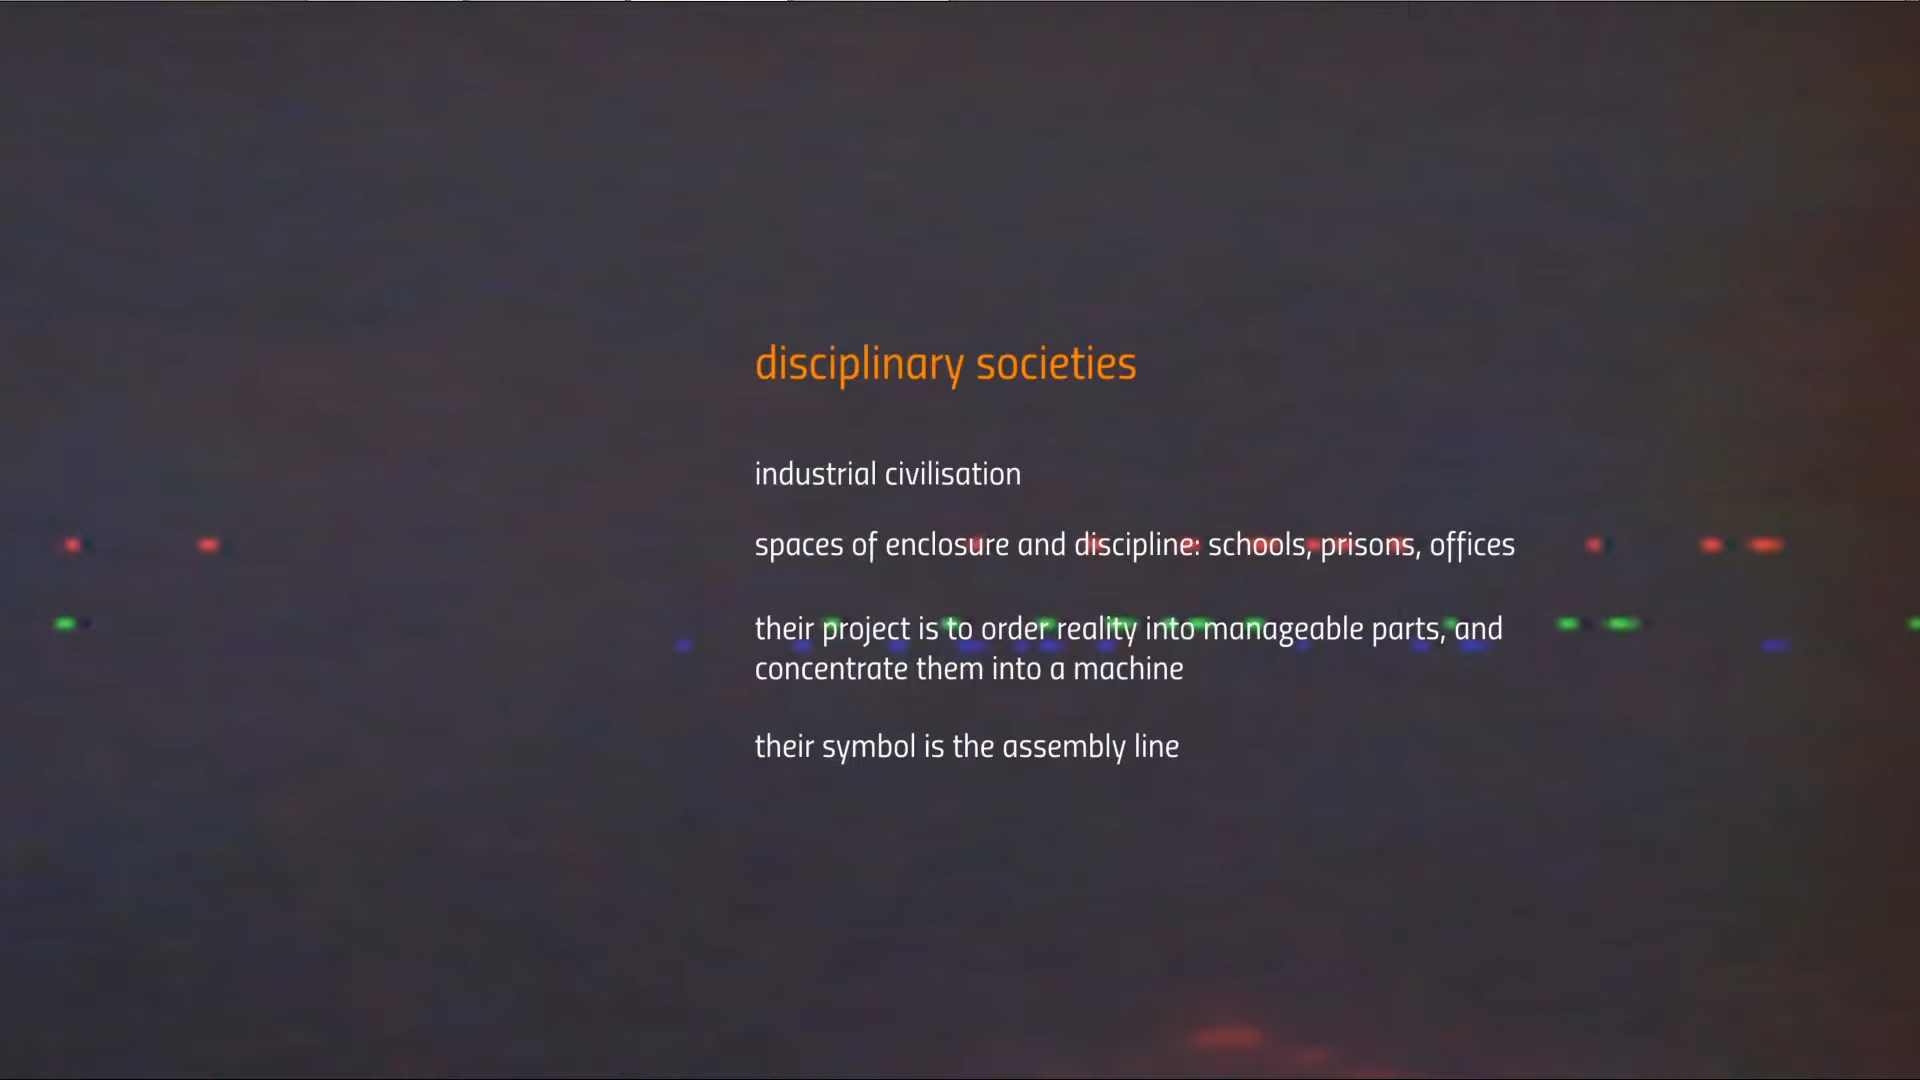 disciplinary societies
industrial civilisation
spaces of enclosure and discipline: schools, prisons, offices
their project is to order reality into manageable parts, and
concentrate them into a machine
their symbol is the assembly line